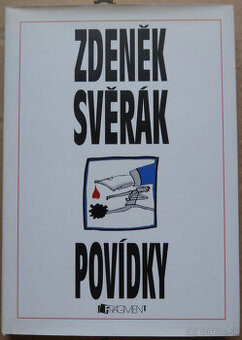 ZDENĚK
SVĚRÁK
POVÍDKY
FRAGMENT